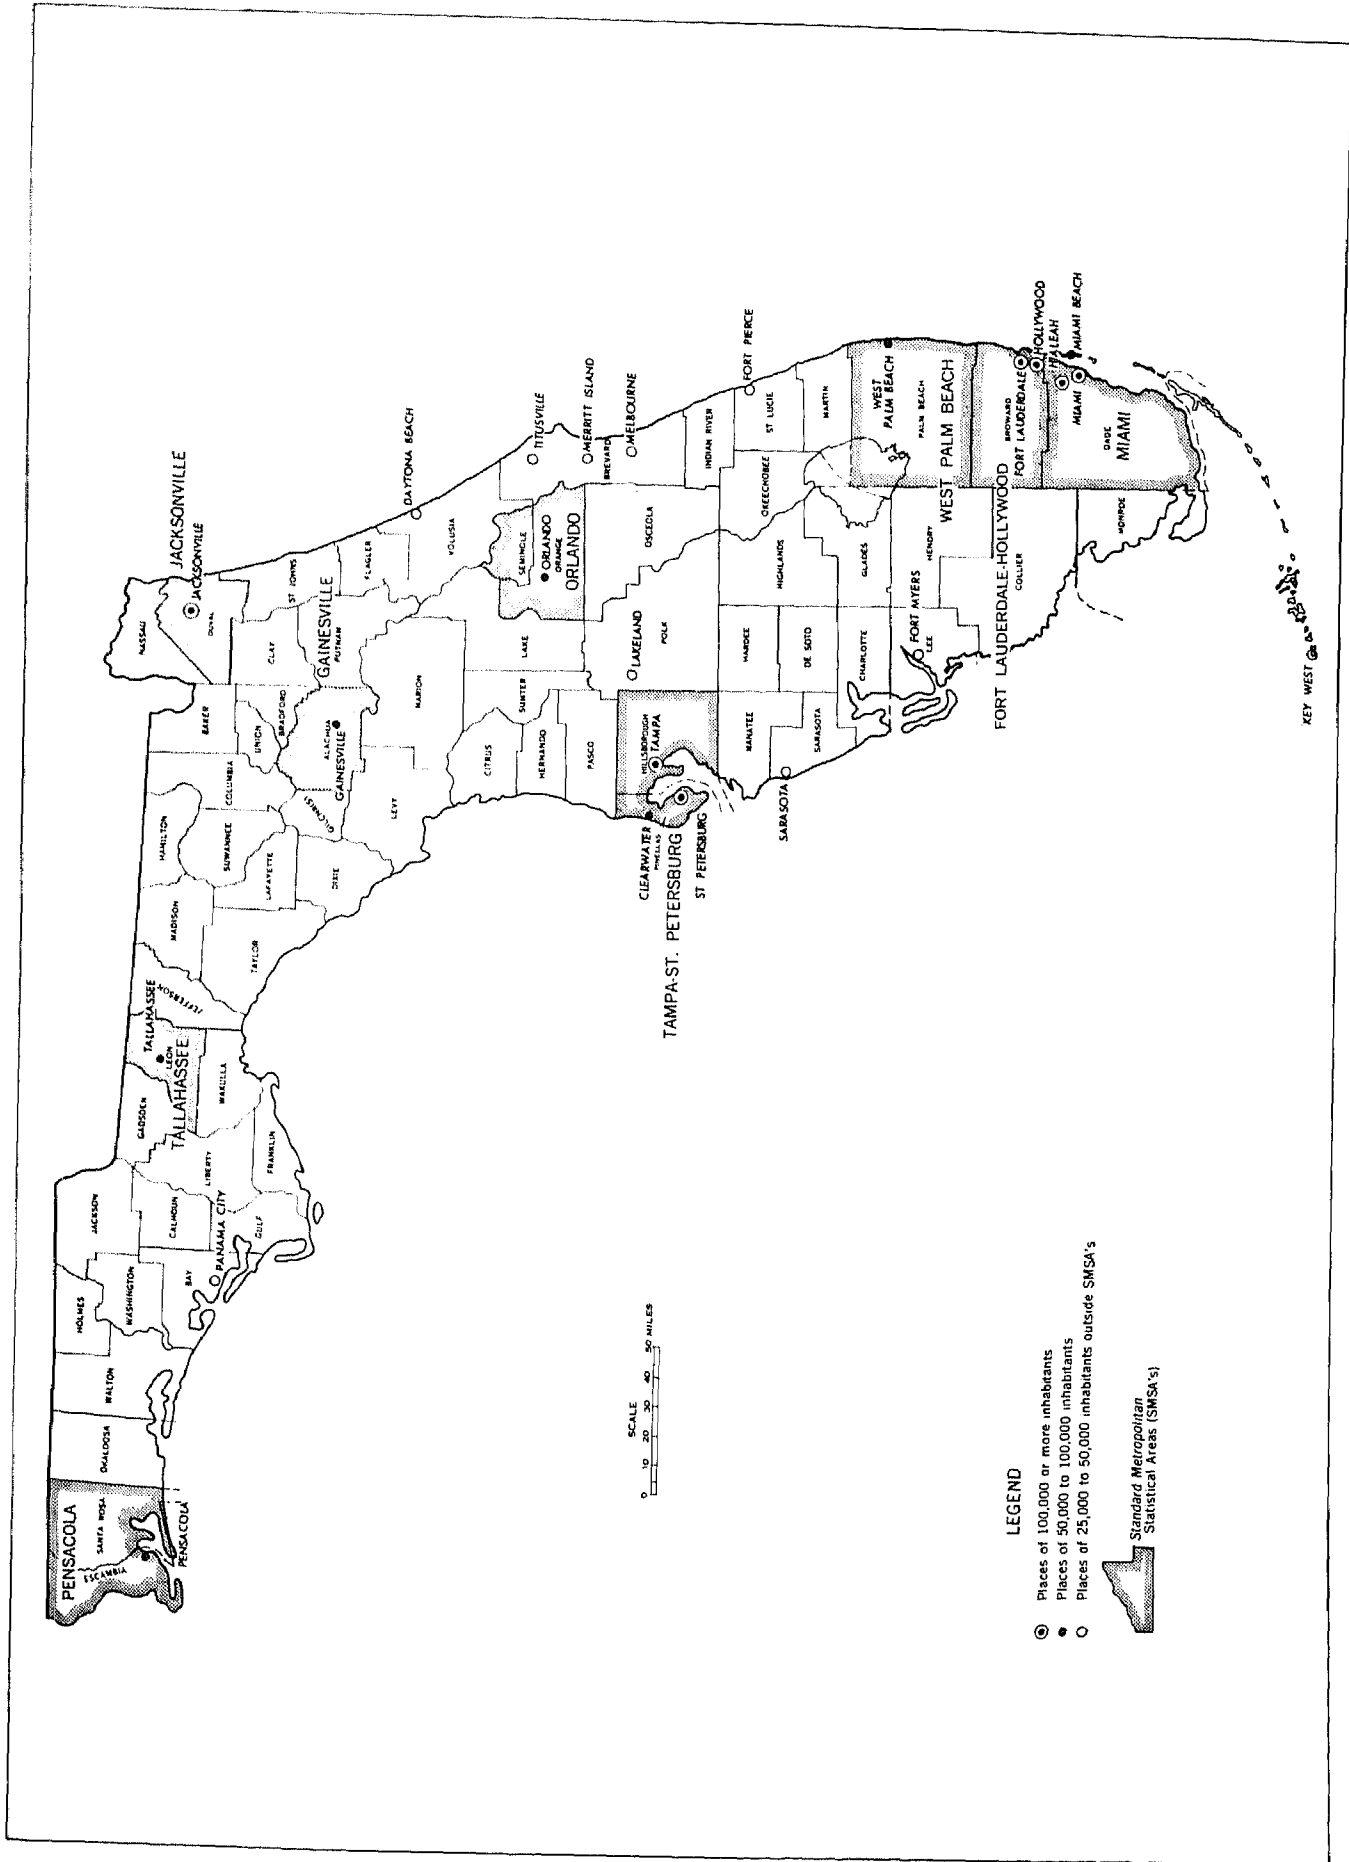 PENSACOLA
SANTA ROSA
ESCAMBIA
PENSACOLA
OKALOOSA
WALTON
HOLMES
WASHINGTON
BAY
PANAMA CITY
JACKSON
CALHOUN
GULF
LIBERTY
FRANKLIN
GADSDEN
TALLAHASSEE
LEON
TALLAHASSEE
WAKULLA
JEFFERSON
MADISON
TAYLOR
HAMILTON
SUWANNEE
LAFAYETTE
DIXIE
COLUMBIA
GILCHRIST
BAKER
UNION
BRADFORD
ALACHUA
GAINESVILLE
GAINESVILLE
LEVY
NASSAU
DUVAL
JACKSONVILLE
JACKSONVILLE
CLAY
ST JOHNS
PUTNAM
FLAGLER
MARION
VOLUSIA
DAYTONA BEACH
CITRUS
SUMTER
LAKE
HERNANDO
PASCO
SEMINOLE
ORLANDO
ORANGE
ORLANDO
TITUSVILLE
MERRITT ISLAND
BREVARD
MELBOURNE
HILLSBOROUGH
TAMPA
CLEARWATER
PINELLAS
TAMPA-ST. PETERSBURG
ST PETERSBURG
LAKELAND
POLK
OSCEOLA
INDIAN RIVER
MANATEE
HARDEE
HIGHLANDS
OKEECHOBEE
ST LUCIE
FORT PIERCE
SARASOTA
SARASOTA
DE SOTO
MARTIN
CHARLOTTE
GLADES
WEST
PALM BEACH
PALM BEACH
WEST PALM BEACH
FORT MYERS
LEE
HENDRY
COLLIER
FORT LAUDERDALE-HOLLYWOOD
BROWARD
FORT LAUDERDALE
HOLLYWOOD
HIALEAH
MIAMI BEACH
MIAMI
DADE
MIAMI
MONROE
KEY WEST
SCALE
0 10 20 30 40 50 MILES
LEGEND
Places of 100,000 or more inhabitants
Places of 50,000 to 100,000 inhabitants
Places of 25,000 to 50,000 inhabitants outside SMSA's
Standard Metropolitan
Statistical Areas (SMSA's)